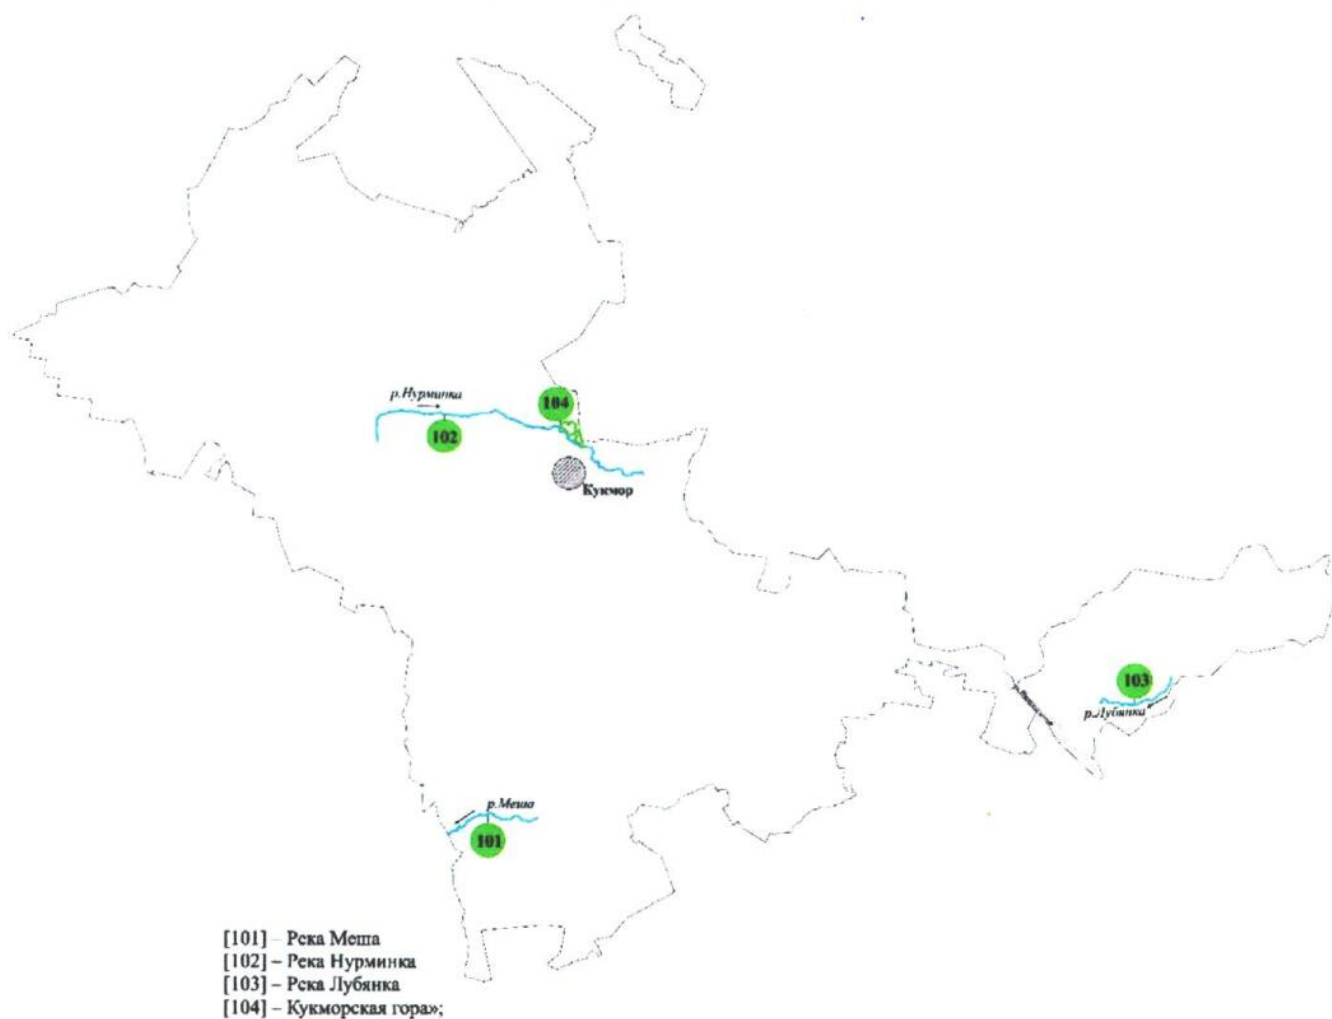 р.Нурминка
104
102
Кукмор
103
р.Лубянка
р.Меша
101
[101] – Река Меша
[102] – Река Нурминка
[103] – Река Лубянка
[104] – Кукморская гора»;